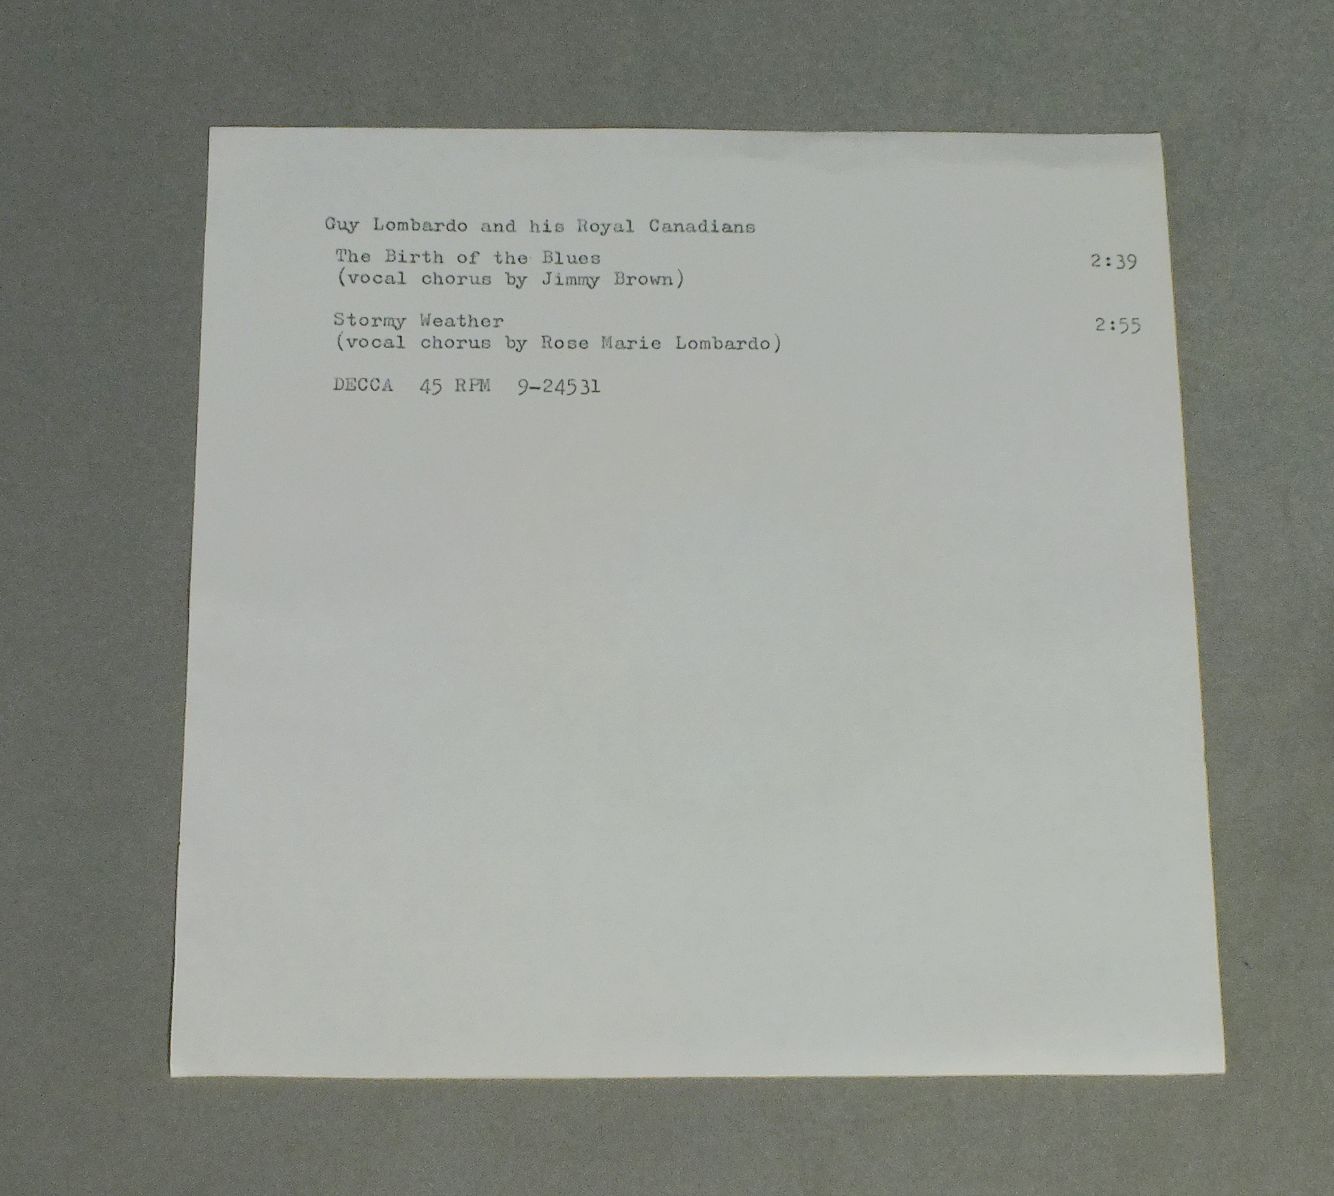 Guy Lombardo and his Royal Canadians
The Birth of the Blues 2:39
(vocal chorus by Jimmy Brown)
Stormy Weather 2:55
(vocal chorus by Rose Marie Lombardo)
DECCA 45 RPM 9-24531